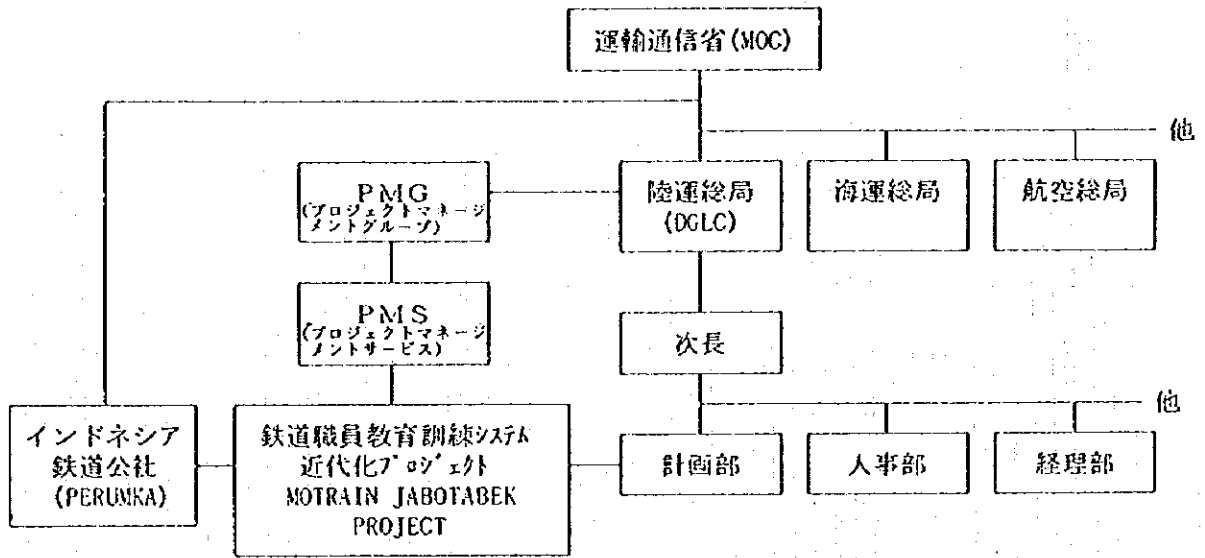 運輸通信省(MOC)
他
PMG
(プロジェクトマネージ
メントグループ)
陸運総局
(DGLC)
海運総局
航空総局
PMS
(プロジェクトマネージ
メントサービス)
次長
他
インドネシア
鉄道公社
(PERUMKA)
鉄道職員教育訓練システム
近代化プロジェクト
MOTRAIN JABOTABEK
PROJECT
計画部
人事部
経理部